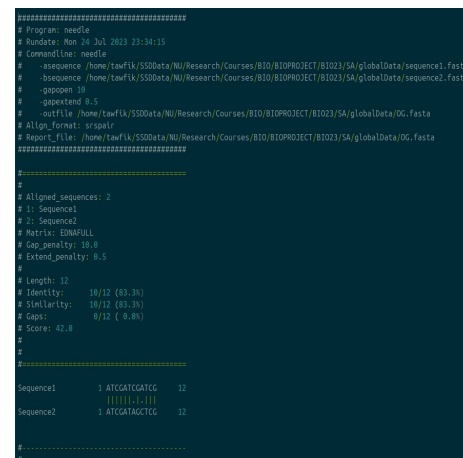 ########################################
# Program: needle
# Rundate: Mon 24 Jul 2023 23:34:15
# Commandline: needle
#    -asequence /home/tawfik/SSDData/NU/Research/Courses/BIO/BIOPROJECT/BIO23/SA/globalData/sequence1.fast
#    -bsequence /home/tawfik/SSDData/NU/Research/Courses/BIO/BIOPROJECT/BIO23/SA/globalData/sequence2.fast
#    -gapopen 10
#    -gapextend 0.5
#    -outfile /home/tawfik/SSDData/NU/Research/Courses/BIO/BIOPROJECT/BIO23/SA/globalData/OG.fasta
# Align_format: srspair
# Report_file: /home/tawfik/SSDData/NU/Research/Courses/BIO/BIOPROJECT/BIO23/SA/globalData/OG.fasta
########################################
#=======================================
#
# Aligned_sequences: 2
# 1: Sequence1
# 2: Sequence2
# Matrix: EDNAFULL
# Gap_penalty: 10.0
# Extend_penalty: 0.5
#
# Length: 12
# Identity:      10/12 (83.3%)
# Similarity:    10/12 (83.3%)
# Gaps:           0/12 ( 0.0%)
# Score: 42.0
#
#
#=======================================
Sequence1          1 ATCGATCGATCG     12
                     ||||||.|.|||
Sequence2          1 ATCGATAGCTCG     12
#---------------------------------------
#